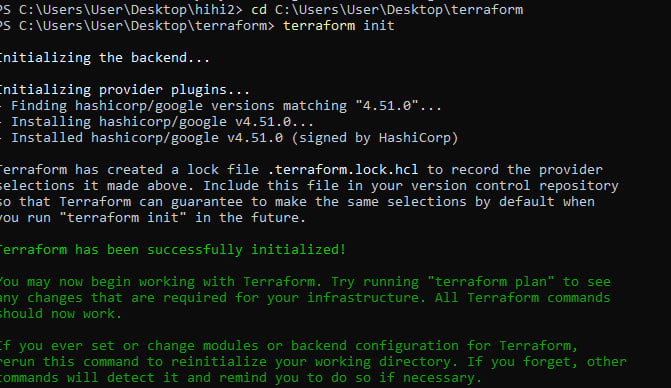 PS C:\Users\User\Desktop\hihi2> cd C:\Users\User\Desktop\terraform
PS C:\Users\User\Desktop\terraform> terraform init
Initializing the backend...
Initializing provider plugins...
- Finding hashicorp/google versions matching "4.51.0"...
- Installing hashicorp/google v4.51.0...
- Installed hashicorp/google v4.51.0 (signed by HashiCorp)
Terraform has created a lock file .terraform.lock.hcl to record the provider
selections it made above. Include this file in your version control repository
so that Terraform can guarantee to make the same selections by default when
you run "terraform init" in the future.
Terraform has been successfully initialized!
You may now begin working with Terraform. Try running "terraform plan" to see
any changes that are required for your infrastructure. All Terraform commands
should now work.
If you ever set or change modules or backend configuration for Terraform,
rerun this command to reinitialize your working directory. If you forget, other
commands will detect it and remind you to do so if necessary.